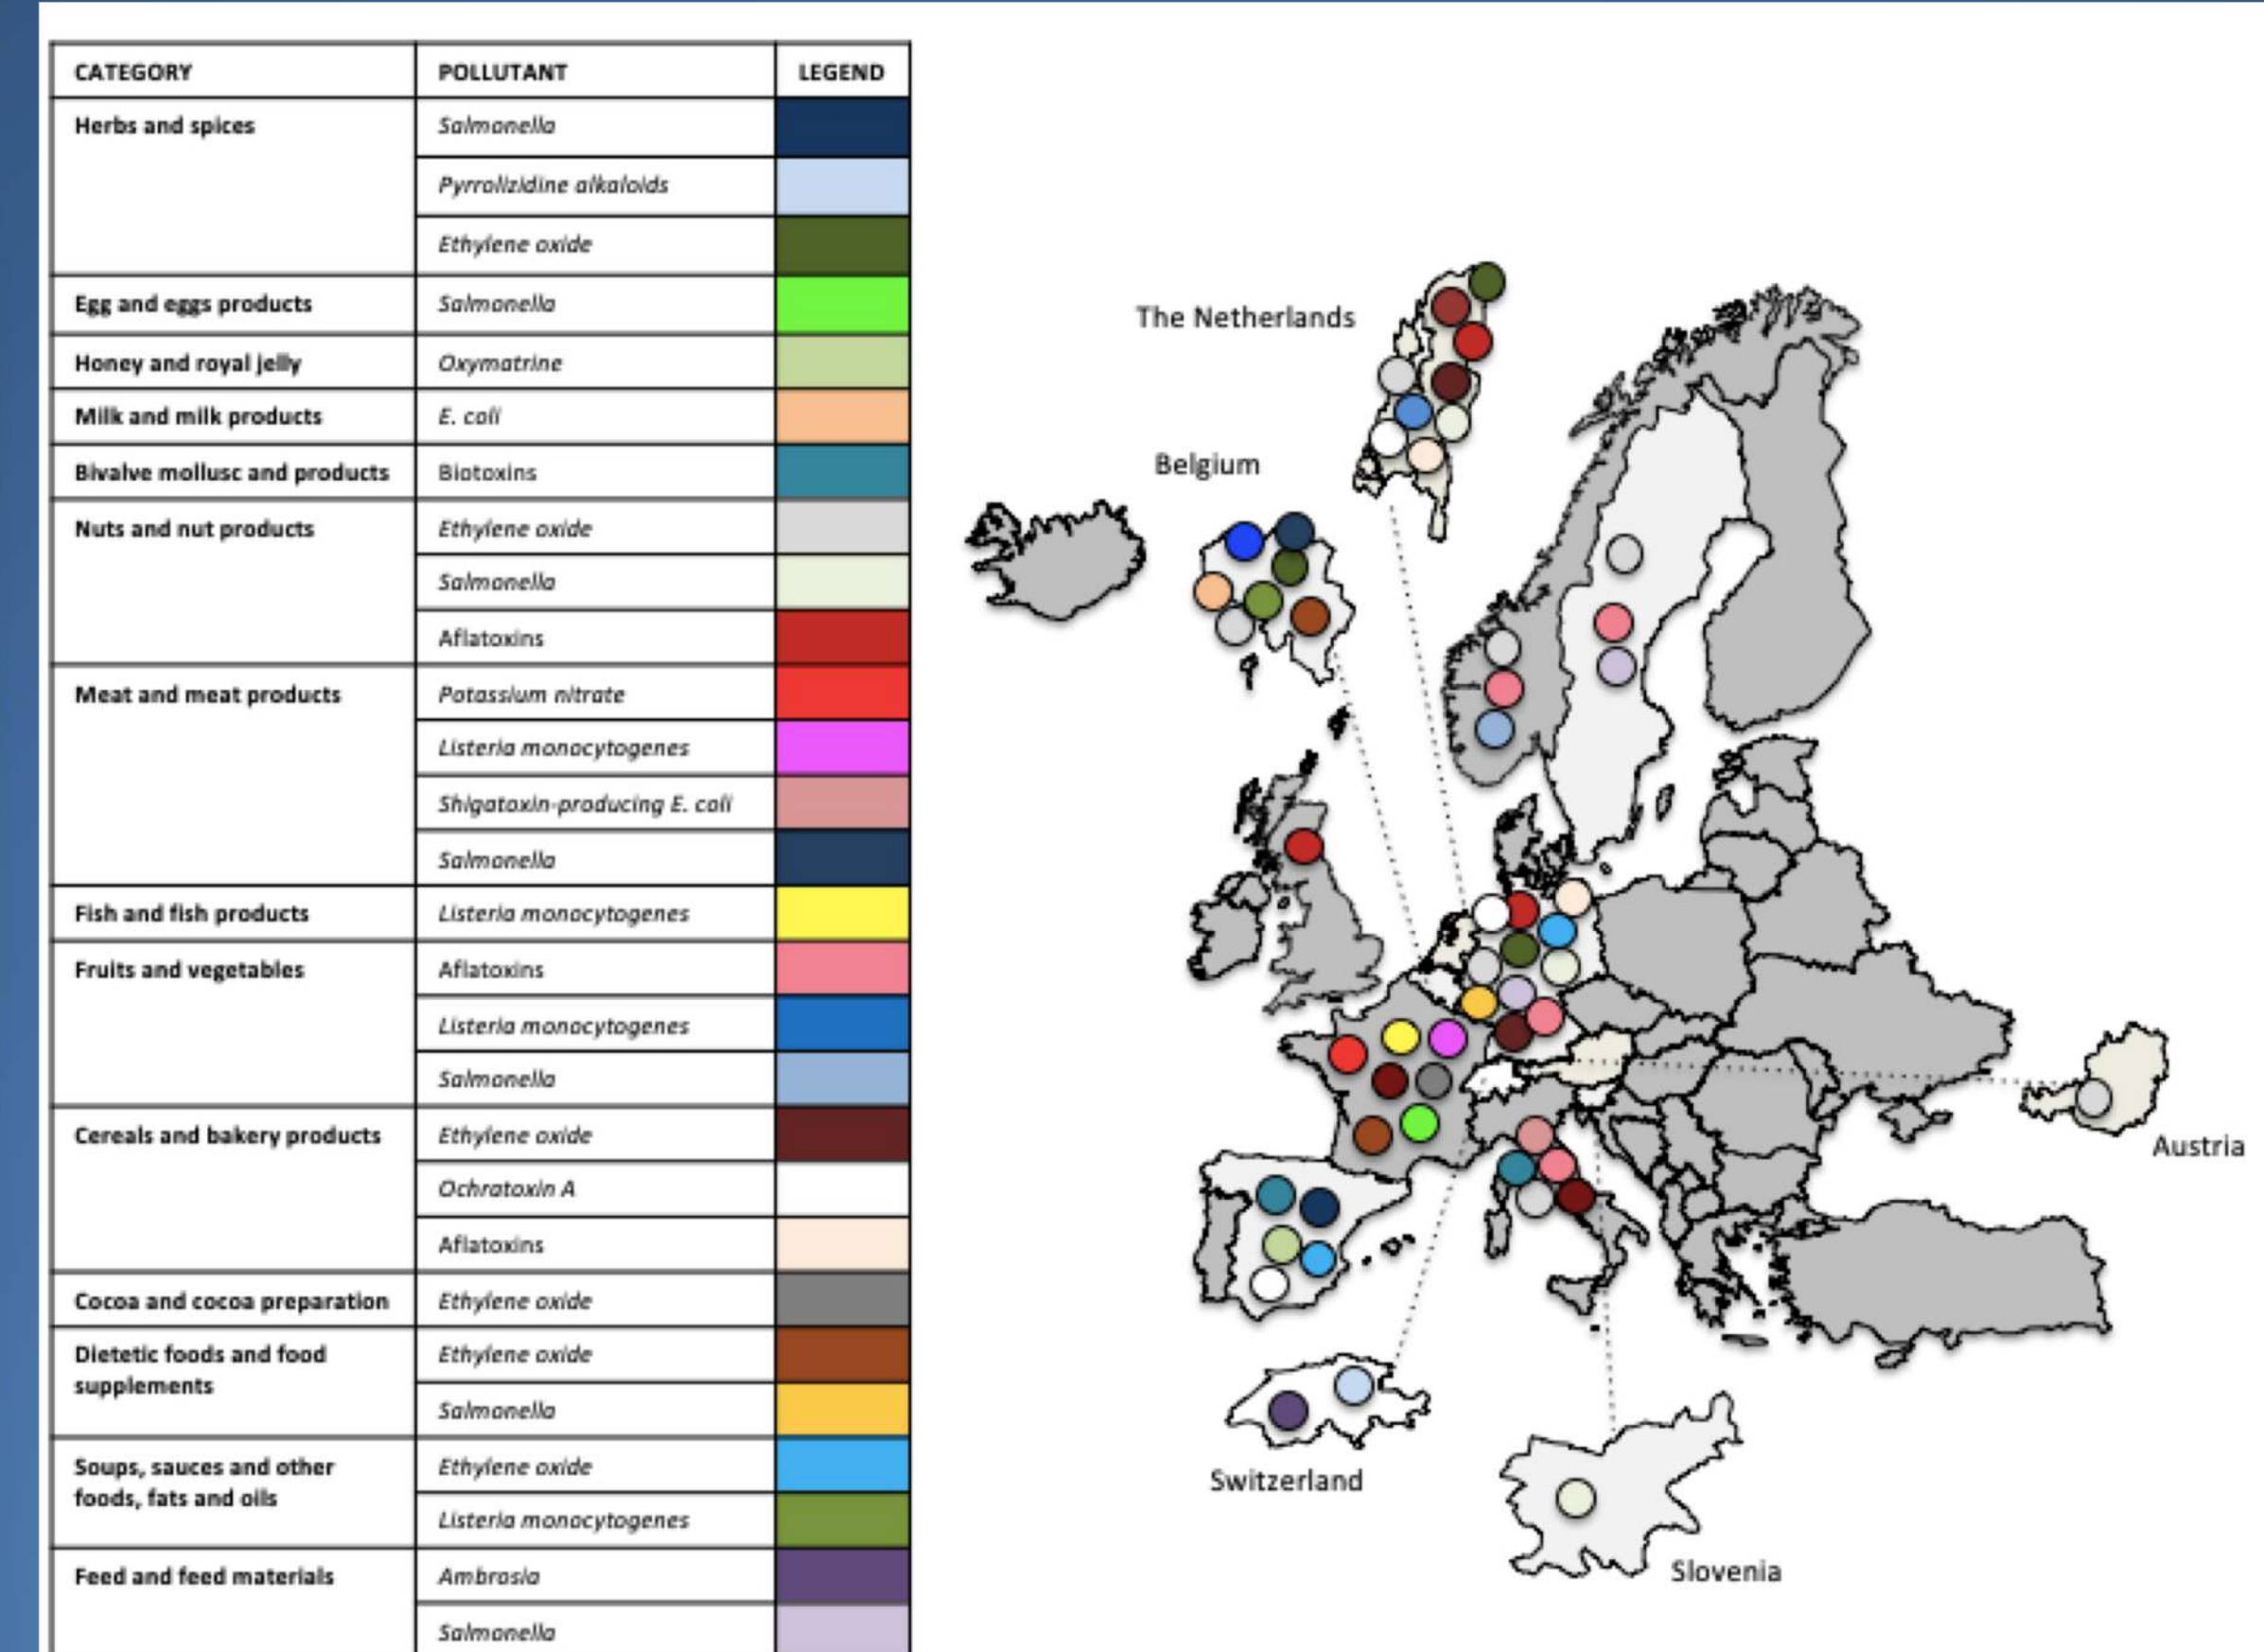 CATEGORY POLLUTANT LEGEND
Herbs and spices Salmonella
Pyrrolizidine alkaloids
Ethylene oxide
Egg and eggs products Salmonella
Honey and royal jelly Oxymatrine
Milk and milk products E. coli
Bivalve mollusc and products Biotoxins
Nuts and nut products Ethylene oxide
Salmonella
Aflatoxins
Meat and meat products Potassium nitrate
Listeria monocytogenes
Shigatoxin-producing E. coli
Salmonella
Fish and fish products Listeria monocytogenes
Fruits and vegetables Aflatoxins
Listeria monocytogenes
Salmonella
Cereals and bakery products Ethylene oxide
Ochratoxin A
Aflatoxins
Cocoa and cocoa preparation Ethylene oxide
Dietetic foods and food Ethylene oxide
supplements
Salmonella
Soups, sauces and other Ethylene oxide
foods, fats and oils
Listeria monocytogenes
Feed and feed materials Ambrosia
Salmonella
The Netherlands
Belgium
Austria
Switzerland
Slovenia